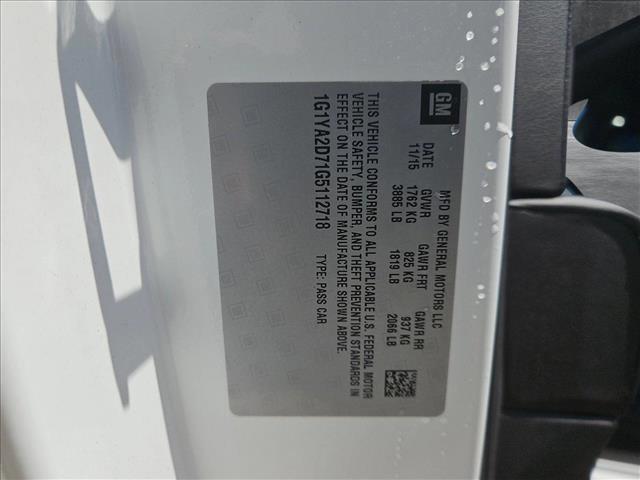 GM
MFD BY GENERAL MOTORS LLC
DATE GVWR GAWR FRT GAWR RR
11/15 1762 KG 825 KG 937 KG
3885 LB 1819 LB 2066 LB
THIS VEHICLE CONFORMS TO ALL APPLICABLE U.S. FEDERAL MOTOR
VEHICLE SAFETY, BUMPER, AND THEFT PREVENTION STANDARDS IN
EFFECT ON THE DATE OF MANUFACTURE SHOWN ABOVE.
1G1YA2D71G5112718 TYPE: PASS CAR